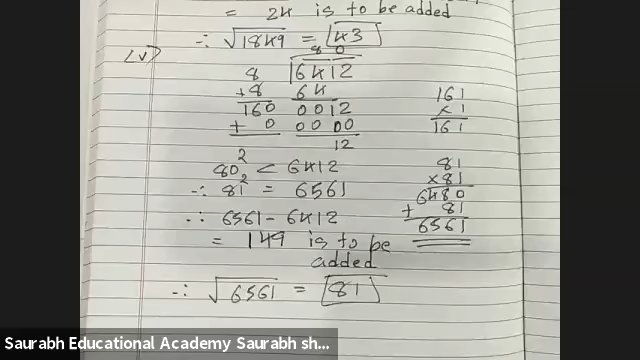 = 24 is to be added
∴ √1849 = 43
(v)
8 0
8 6412
+8 64
160 0012
+ 0 0000
12
161
x 1
161
80² < 6412
∴ 81² = 6561
∴ 6561 - 6412
= 149 is to be
added
81
x81
6480
+ 81
6561
∴ √6561 = 81
Saurabh Educational Academy Saurabh sh...